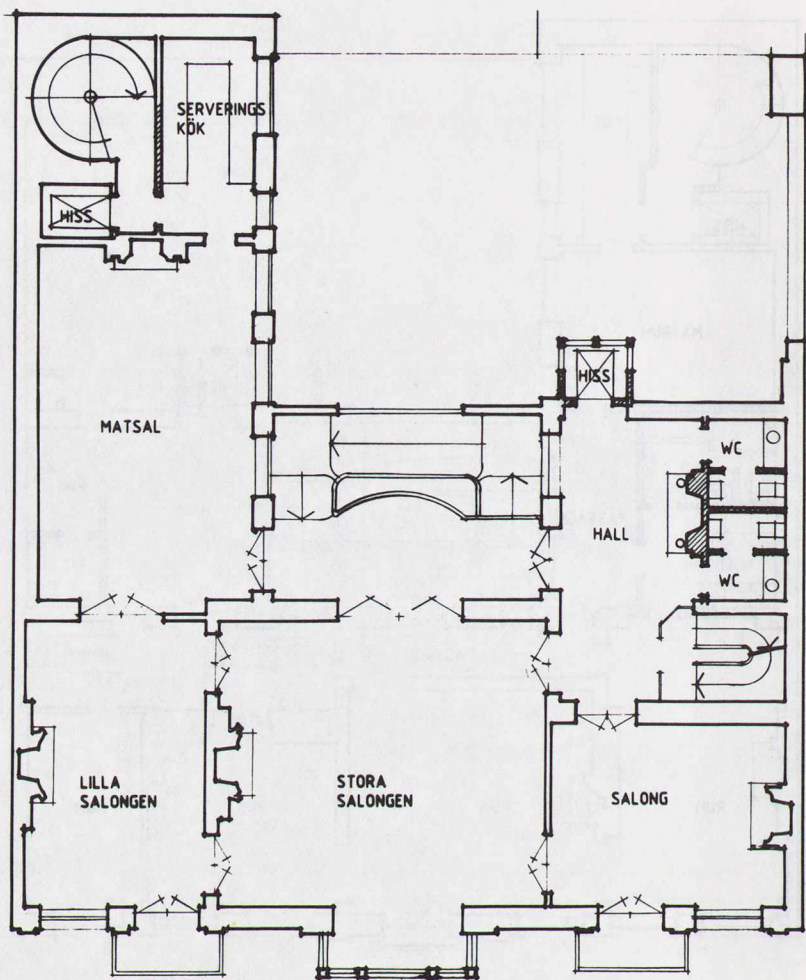 SERVERINGS
KÖK
HISS
MATSAL
HISS
WC
HALL
WC
LILLA
SALONGEN
STORA
SALONGEN
SALONG